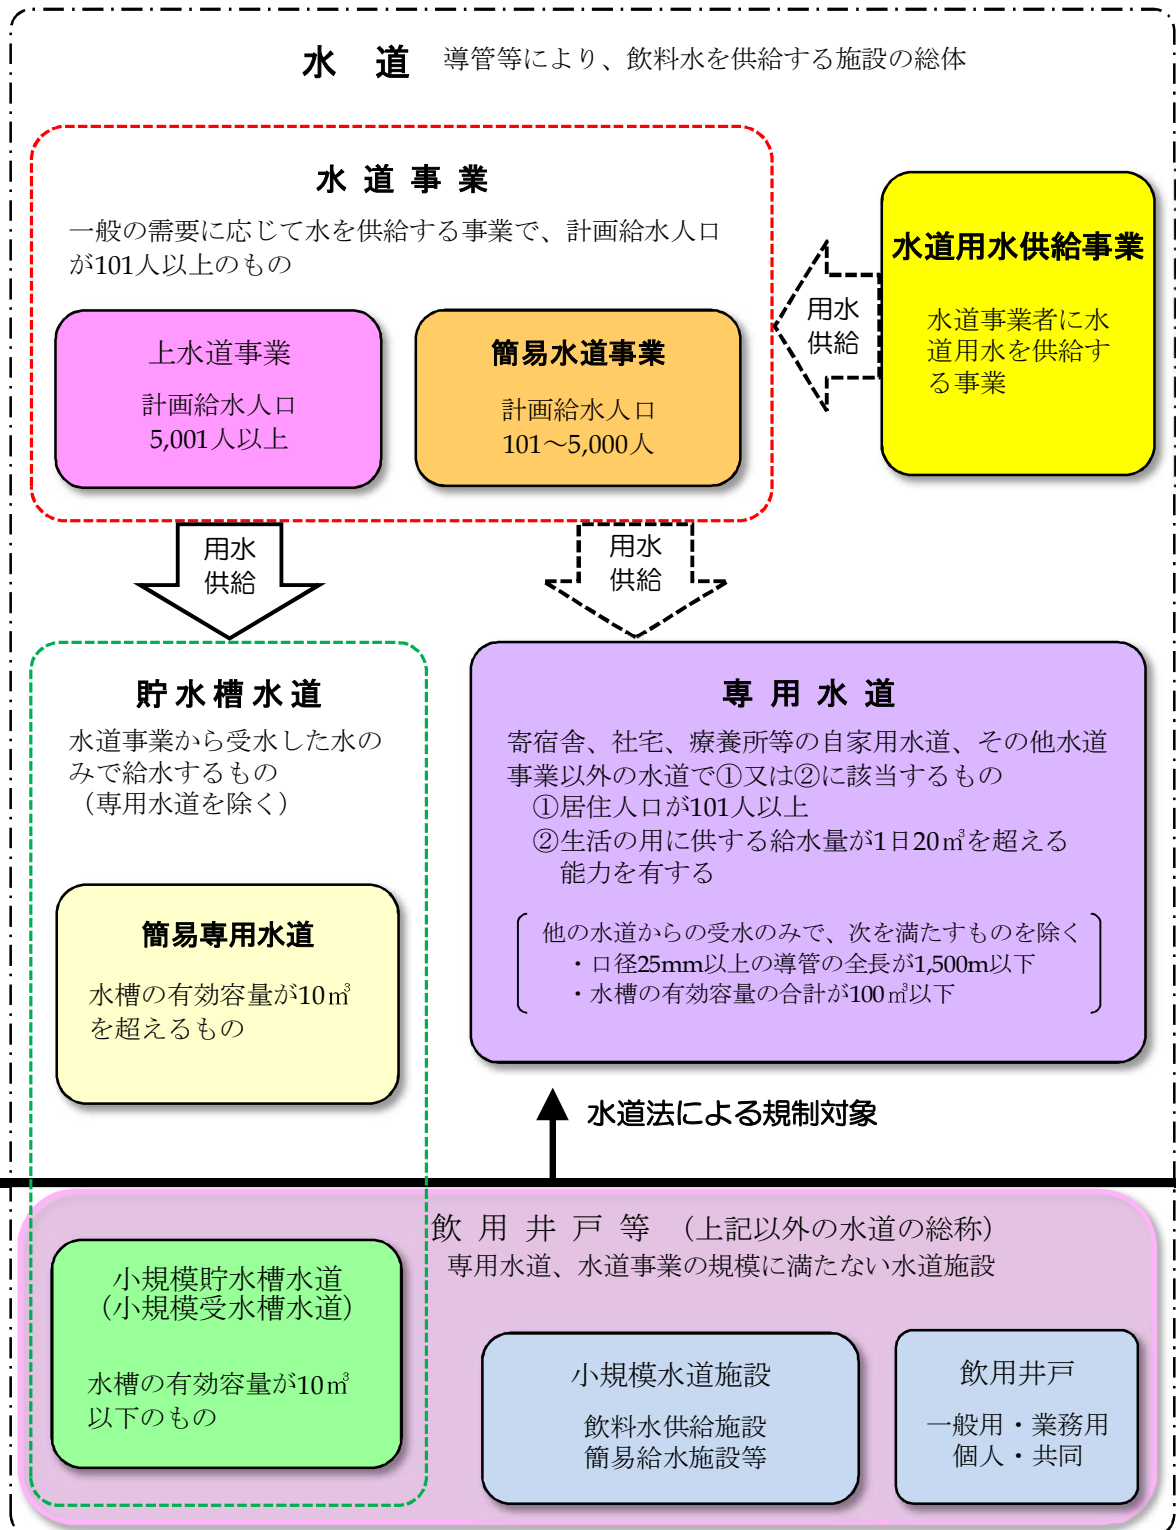 水　道　導管等により、飲料水を供給する施設の総体
水 道 事 業
一般の需要に応じて水を供給する事業で、計画給水人口
が101人以上のもの
上水道事業
計画給水人口
5,001人以上
簡易水道事業
計画給水人口
101～5,000人
用水
供給
水道用水供給事業
水道事業者に水
道用水を供給す
る事業
用水
供給
用水
供給
貯水槽水道
水道事業から受水した水の
みで給水するもの
（専用水道を除く）
簡易専用水道
水槽の有効容量が10㎥
を超えるもの
専 用 水 道
寄宿舎、社宅、療養所等の自家用水道、その他水道
事業以外の水道で①又は②に該当するもの
①居住人口が101人以上
②生活の用に供する給水量が1日20㎥を超える
能力を有する
他の水道からの受水のみで、次を満たすものを除く
・口径25mm以上の導管の全長が1,500m以下
・水槽の有効容量の合計が100㎥以下
水道法による規制対象
飲 用 井 戸 等 （上記以外の水道の総称）
専用水道、水道事業の規模に満たない水道施設
小規模貯水槽水道
（小規模受水槽水道）
水槽の有効容量が10㎥
以下のもの
小規模水道施設
飲料水供給施設
簡易給水施設等
飲用井戸
一般用・業務用
個人・共同